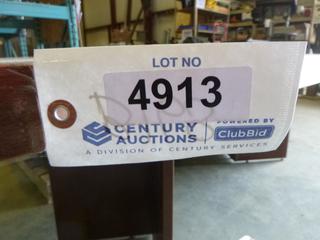 LOT NO
4913
CENTURY AUCTIONS
POWERED BY
ClubBid
A DIVISION OF CENTURY SERVICES